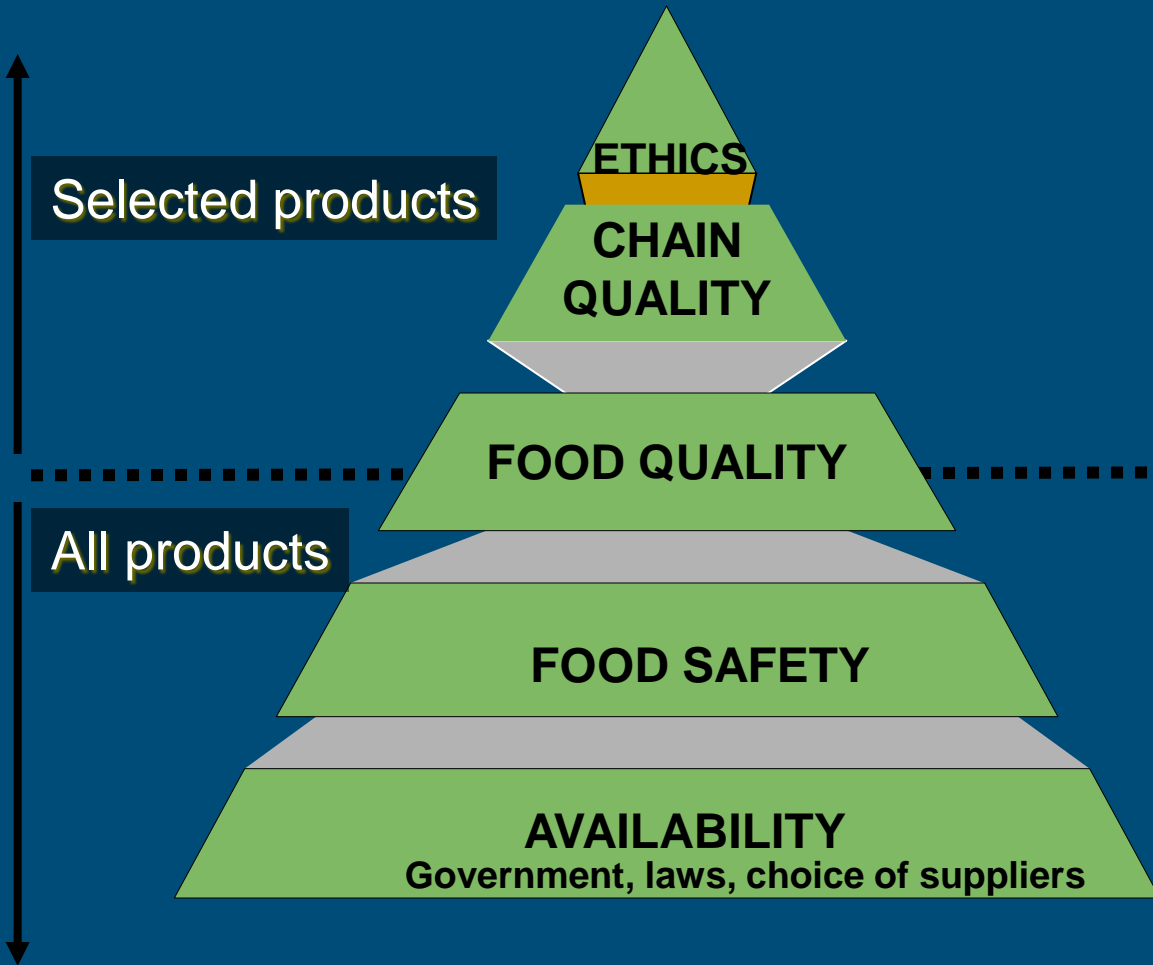 ETHICS
Selected products
CHAIN
QUALITY
FOOD QUALITY
All products
FOOD SAFETY
AVAILABILITY
Government, laws, choice of suppliers